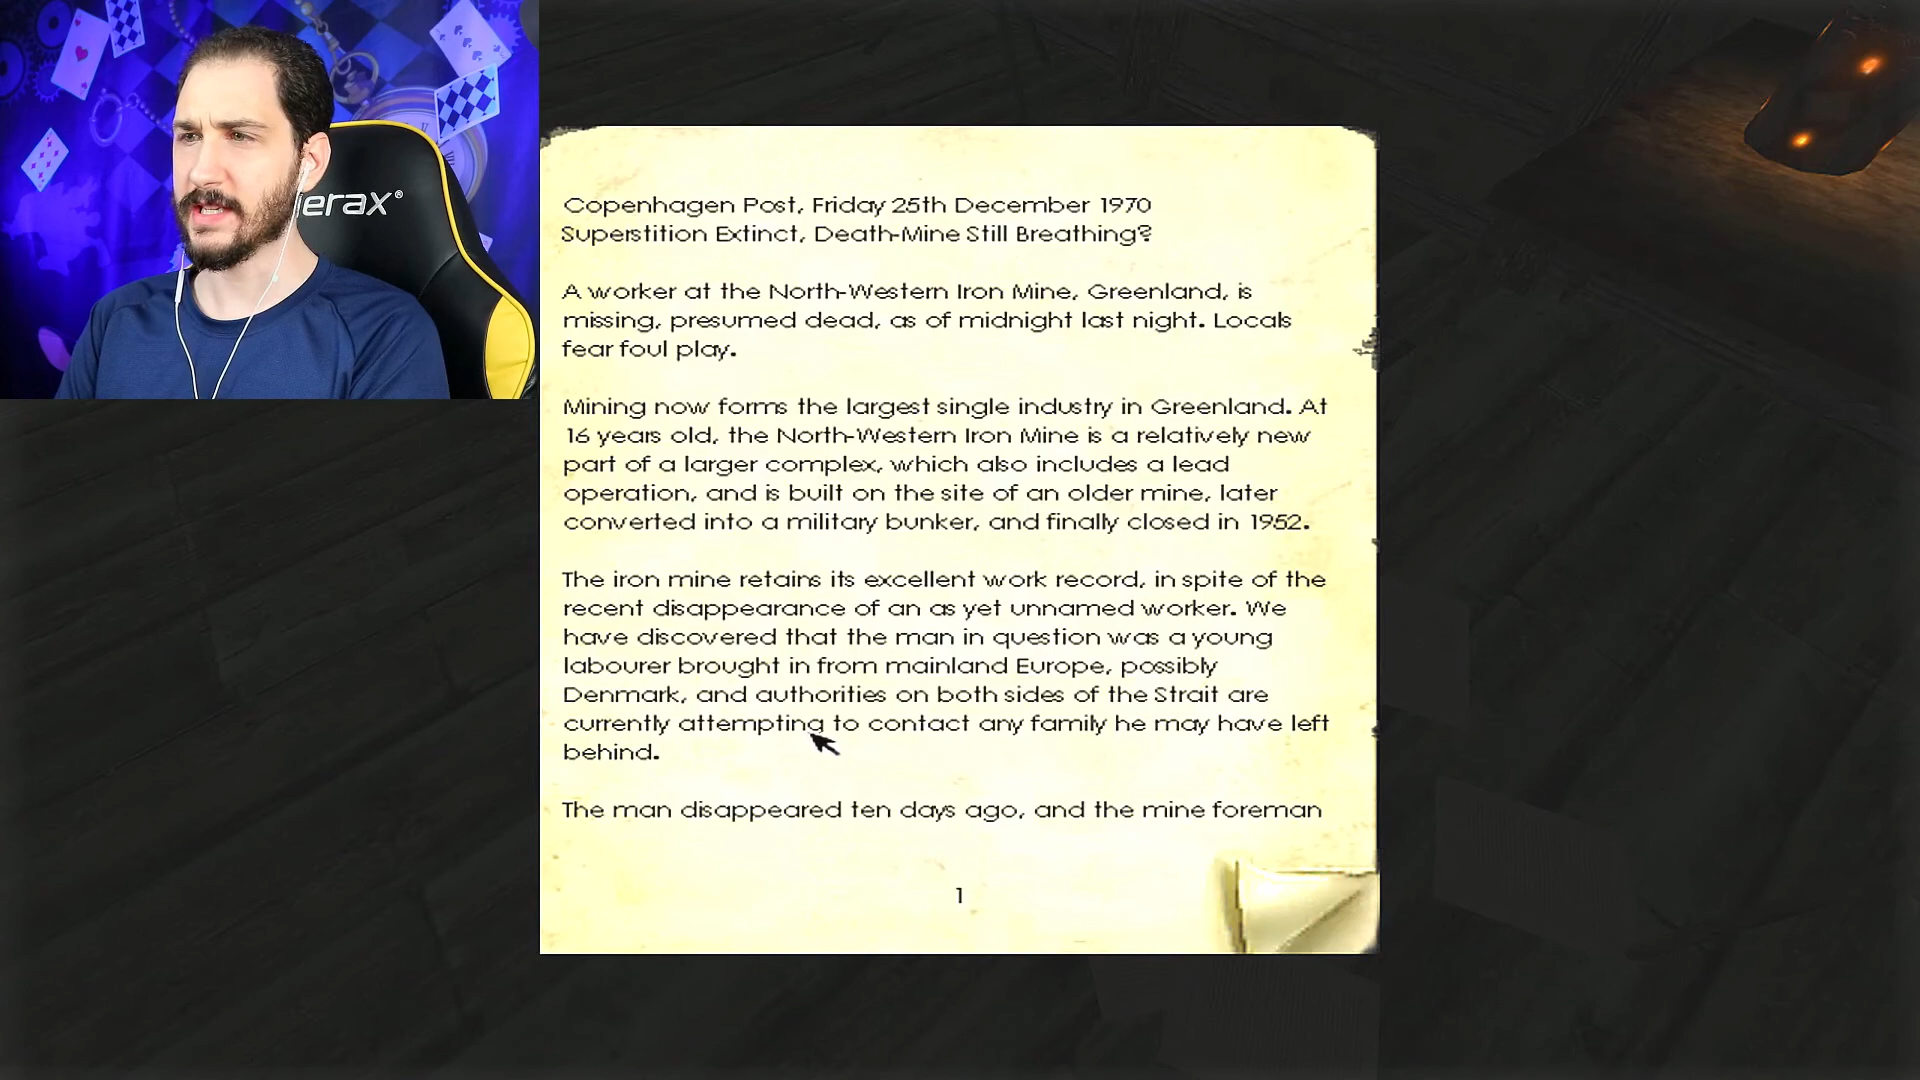 ierax®
Copenhagen Post, Friday 25th December 1970
Superstition Extinct, Death-Mine Still Breathing?
A worker at the North-Western Iron Mine, Greenland, is
missing, presumed dead, as of midnight last night. Locals
fear foul play.
Mining now forms the largest single industry in Greenland. At
16 years old, the North-Western Iron Mine is a relatively new
part of a larger complex, which also includes a lead
operation, and is built on the site of an older mine, later
converted into a military bunker, and finally closed in 1952.
The iron mine retains its excellent work record, in spite of the
recent disappearance of an as yet unnamed worker. We
have discovered that the man in question was a young
labourer brought in from mainland Europe, possibly
Denmark, and authorities on both sides of the Strait are
currently attempting to contact any family he may have left
behind.
The man disappeared ten days ago, and the mine foreman
1